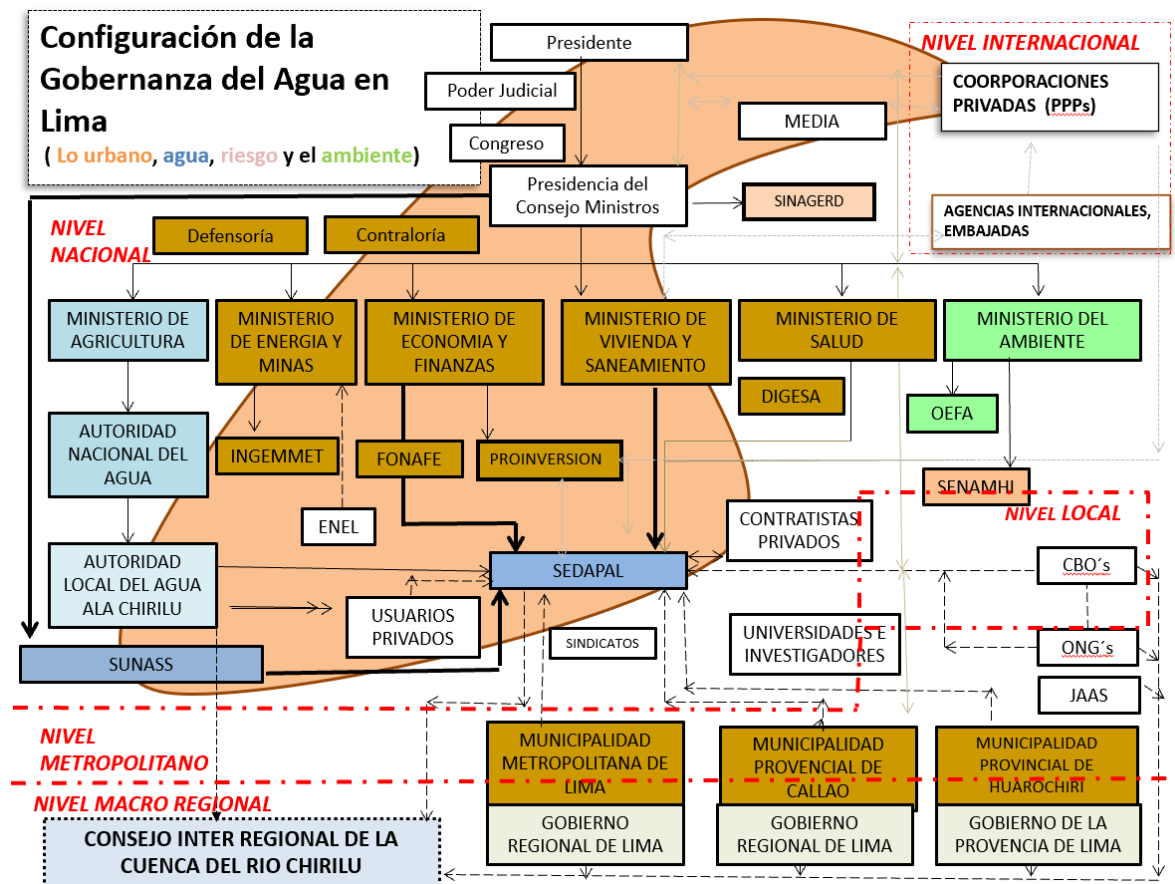 Configuración de la
Gobernanza del Agua en
Lima
( Lo urbano, agua, riesgo y el ambiente)
Presidente
Poder Judicial
Congreso
MEDIA
NIVEL INTERNACIONAL
COORPORACIONES
PRIVADAS (PPPs)
Presidencia del
Consejo Ministros
SINAGERD
AGENCIAS INTERNACIONALES,
EMBAJADAS
NIVEL
NACIONAL
Defensoría
Contraloría
MINISTERIO DE
AGRICULTURA
MINISTERIO
DE ENERGIA Y
MINAS
MINISTERIO DE
ECONOMIA Y
FINANZAS
MINISTERIO DE
VIVIENDA Y
SANEAMIENTO
MINISTERIO DE
SALUD
MINISTERIO DEL
AMBIENTE
DIGESA
OEFA
AUTORIDAD
NACIONAL DEL
AGUA
INGEMMET
FONAFE
PROINVERSION
SENAMHI
NIVEL LOCAL
ENEL
CONTRATISTAS
PRIVADOS
AUTORIDAD
LOCAL DEL AGUA
ALA CHIRILU
SEDAPAL
CBO´s
USUARIOS
PRIVADOS
SINDICATOS
UNIVERSIDADES E
INVESTIGADORES
ONG´s
SUNASS
JAAS
NIVEL
METROPOLITANO
MUNICIPALIDAD
METROPOLITANA DE
LIMA
MUNICIPALIDAD
PROVINCIAL DE
CALLAO
MUNICIPALIDAD
PROVINCIAL DE
HUAROCHIRI
NIVEL MACRO REGIONAL
CONSEJO INTER REGIONAL DE LA
CUENCA DEL RIO CHIRILU
GOBIERNO
REGIONAL DE LIMA
GOBIERNO
REGIONAL DE LIMA
GOBIERNO DE LA
PROVENCIA DE LIMA